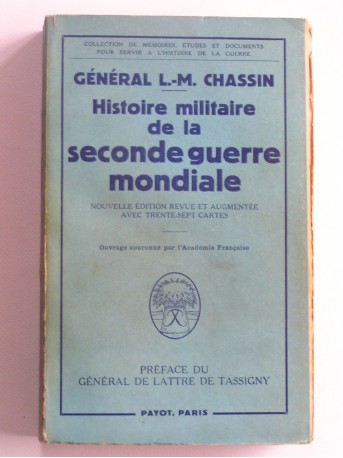 COLLECTION DE MÉMOIRES, ÉTUDES ET DOCUMENTS
POUR SERVIR A L'HISTOIRE DE LA GUERRE
GÉNÉRAL L.-M. CHASSIN
Histoire militaire
de la
seconde guerre
mondiale
NOUVELLE ÉDITION REVUE ET AUGMENTÉE
AVEC TRENTE-SEPT CARTES
Ouvrage couronné par l'Académie Française
PRÉFACE DU
GÉNÉRAL DE LATTRE DE TASSIGNY
PAYOT, PARIS